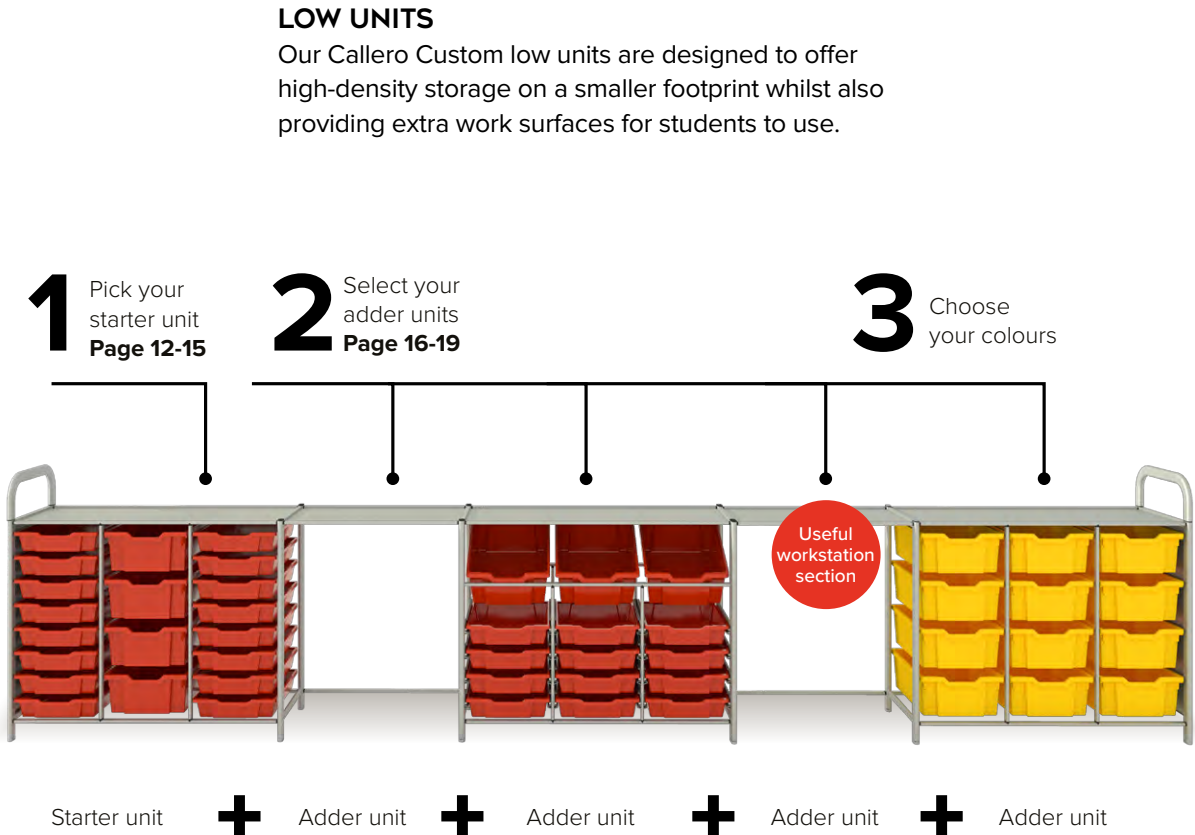 LOW UNITS
Our Callero Custom low units are designed to offer
high-density storage on a smaller footprint whilst also
providing extra work surfaces for students to use.
1
Pick your
starter unit
Page 12-15
2
Select your
adder units
Page 16-19
3
Choose
your colours
Useful
workstation
section
Starter unit + Adder unit + Adder unit + Adder unit + Adder unit